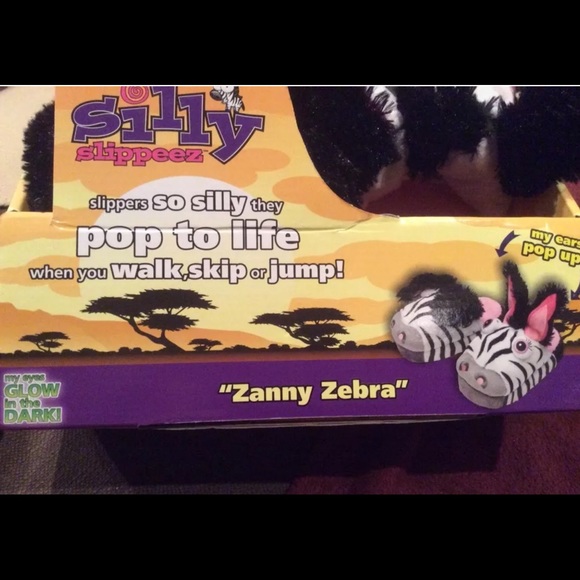 silly
slippeez
slippers so silly they
pop to life
when you walk,skip or jump!
my ears
pop up
my eyes
GLOW
in the
DARK!
"Zanny Zebra"